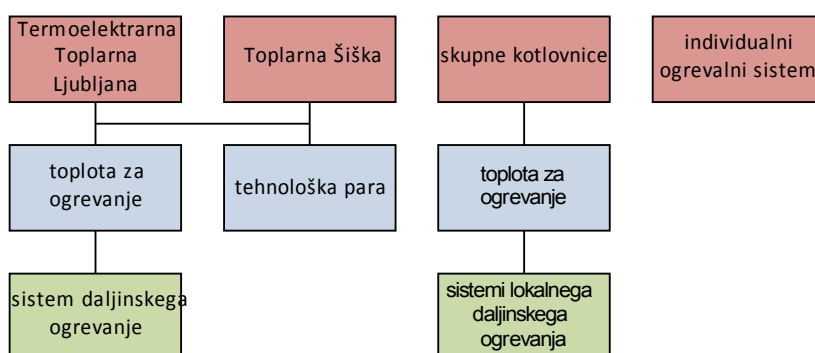 Termoelektrarna
Toplarna
Ljubljana
Toplarna Šiška
skupne kotlovnice
individualni
ogrevalni sistem
toplota za
ogrevanje
tehnološka para
toplota za
ogrevanje
sistem daljinskega
ogrevanje
sistemi lokalnega
daljinskega
ogrevanja